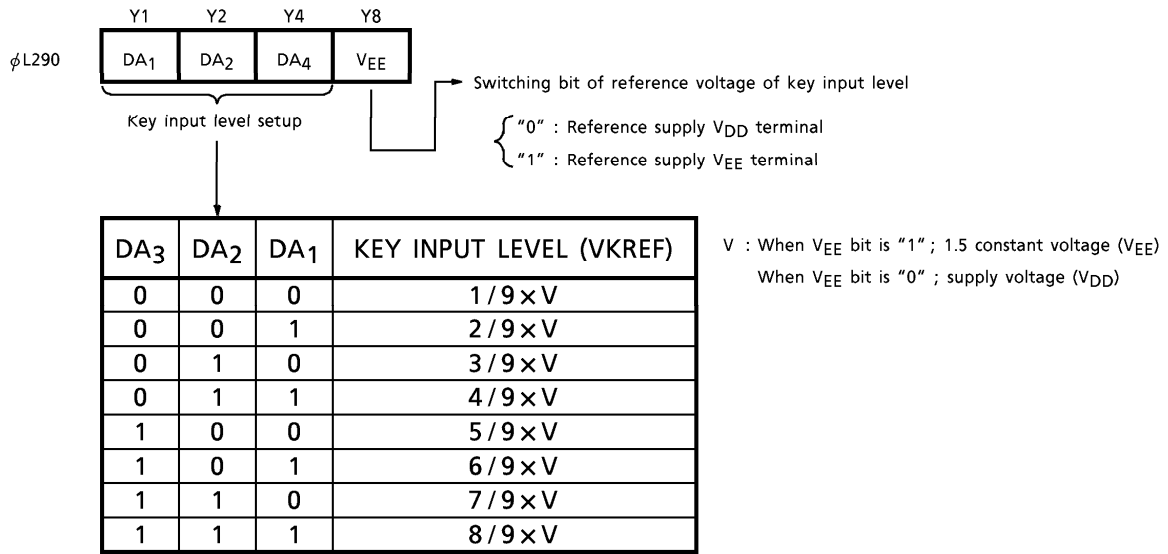 Y1 Y2 Y4 Y8
ϕL290 DA1 DA2 DA4 VEE
Switching bit of reference voltage of key input level
Key input level setup
"0" : Reference supply VDD terminal
"1" : Reference supply VEE terminal
DA3 DA2 DA1 KEY INPUT LEVEL (VKREF)
V : When VEE bit is "1" ; 1.5 constant voltage (VEE)
When VEE bit is "0" ; supply voltage (VDD)
0 0 0 1/9×V
0 0 1 2/9×V
0 1 0 3/9×V
0 1 1 4/9×V
1 0 0 5/9×V
1 0 1 6/9×V
1 1 0 7/9×V
1 1 1 8/9×V